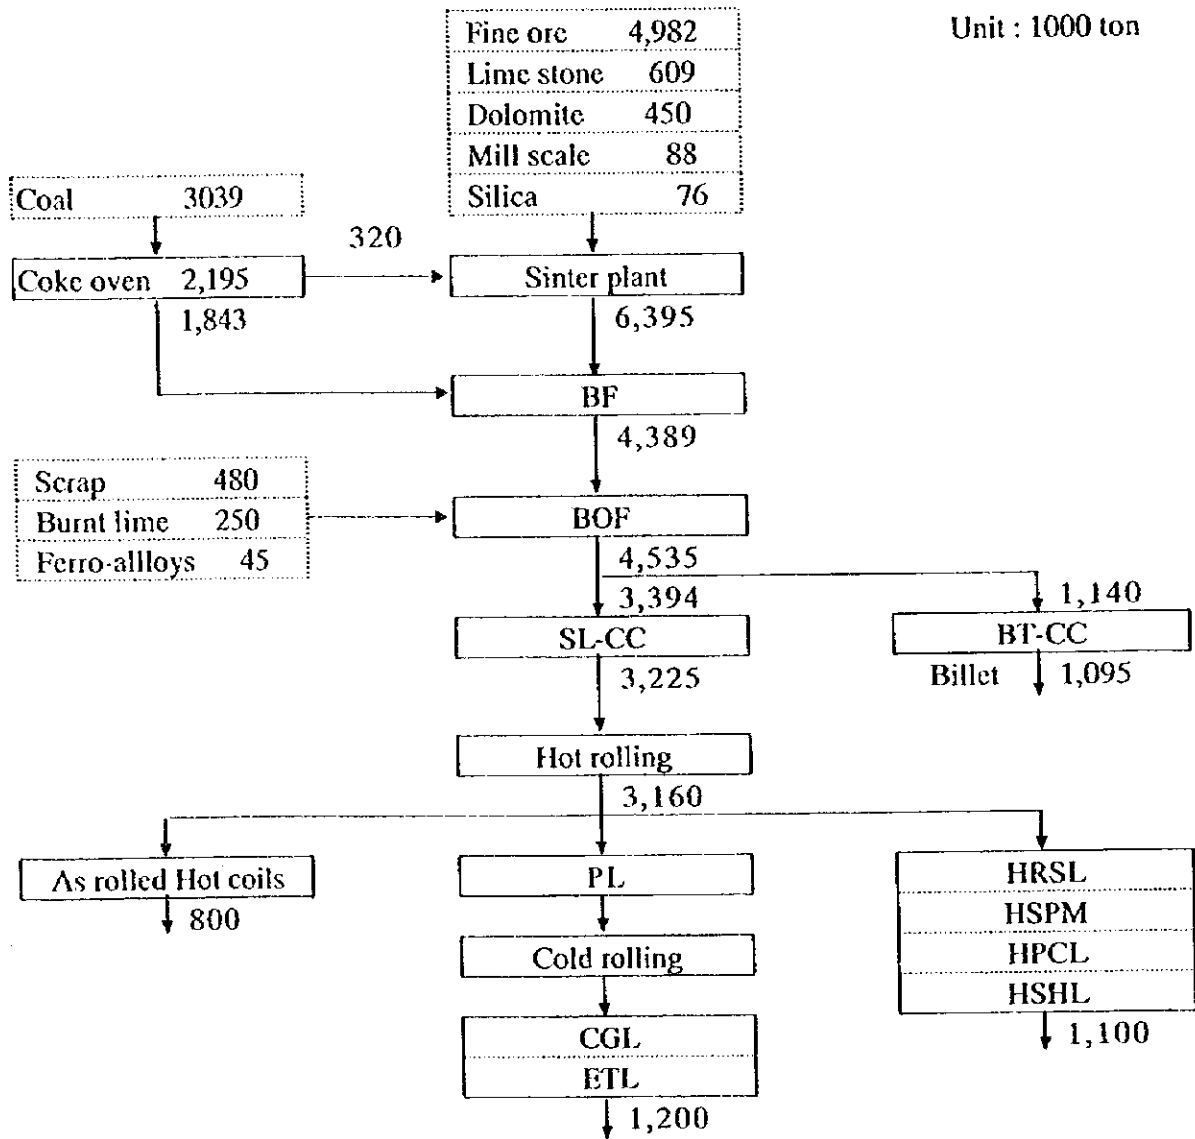 Unit : 1000 ton
Fine ore 4,982
Lime stone 609
Dolomite 450
Mill scale 88
Silica 76
Coal 3039
320
Coke oven 2,195
Sinter plant
1,843
6,395
BF
4,389
Scrap 480
Burnt lime 250
Ferro-allloys 45
BOF
4,535
3,394
1,140
SL-CC
BT-CC
3,225
Billet 1,095
Hot rolling
3,160
As rolled Hot coils
800
PL
Cold rolling
CGL
ETL
1,200
HRSL
HSPM
HPCL
HSHL
1,100